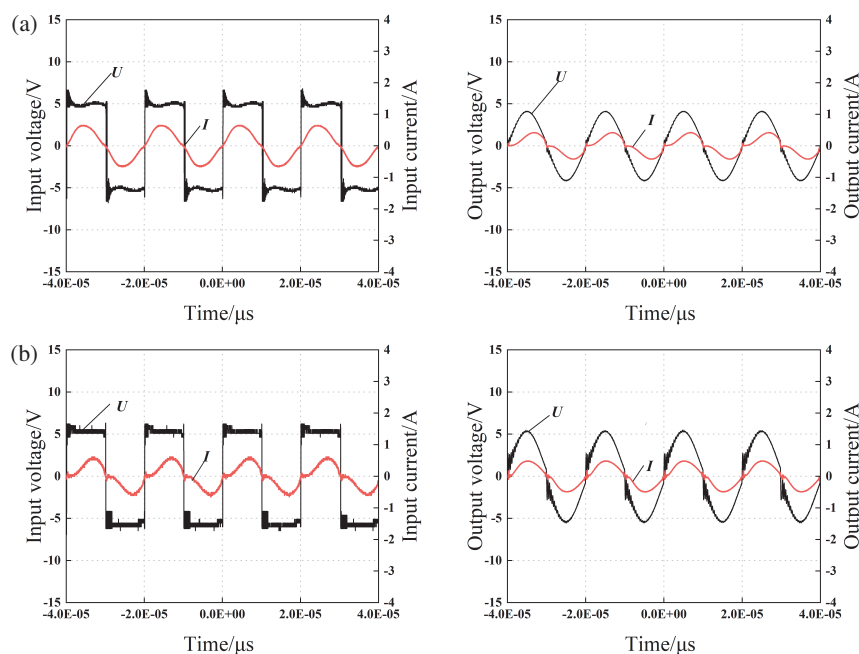 (a)
Input voltage/V
15
10
5
0
-5
-10
-15
U
I
4
3
2
1
0
-1
-2
-3
-4
Input current/A
-4.0E-05 -2.0E-05 0.0E+00 2.0E-05 4.0E-05
Time/μs
Output voltage/V
15
10
5
0
-5
-10
-15
U
I
4
3
2
1
0
-1
-2
-3
-4
Output current/A
-4.0E-05 -2.0E-05 0.0E+00 2.0E-05 4.0E-05
Time/μs
(b)
Input voltage/V
15
10
5
0
-5
-10
-15
U
I
4
3
2
1
0
-1
-2
-3
-4
Input current/A
-4.0E-05 -2.0E-05 0.0E+00 2.0E-05 4.0E-05
Time/μs
Output voltage/V
15
10
5
0
-5
-10
-15
U
I
4
3
2
1
0
-1
-2
-3
-4
Output current/A
-4.0E-05 -2.0E-05 0.0E+00 2.0E-05 4.0E-05
Time/μs